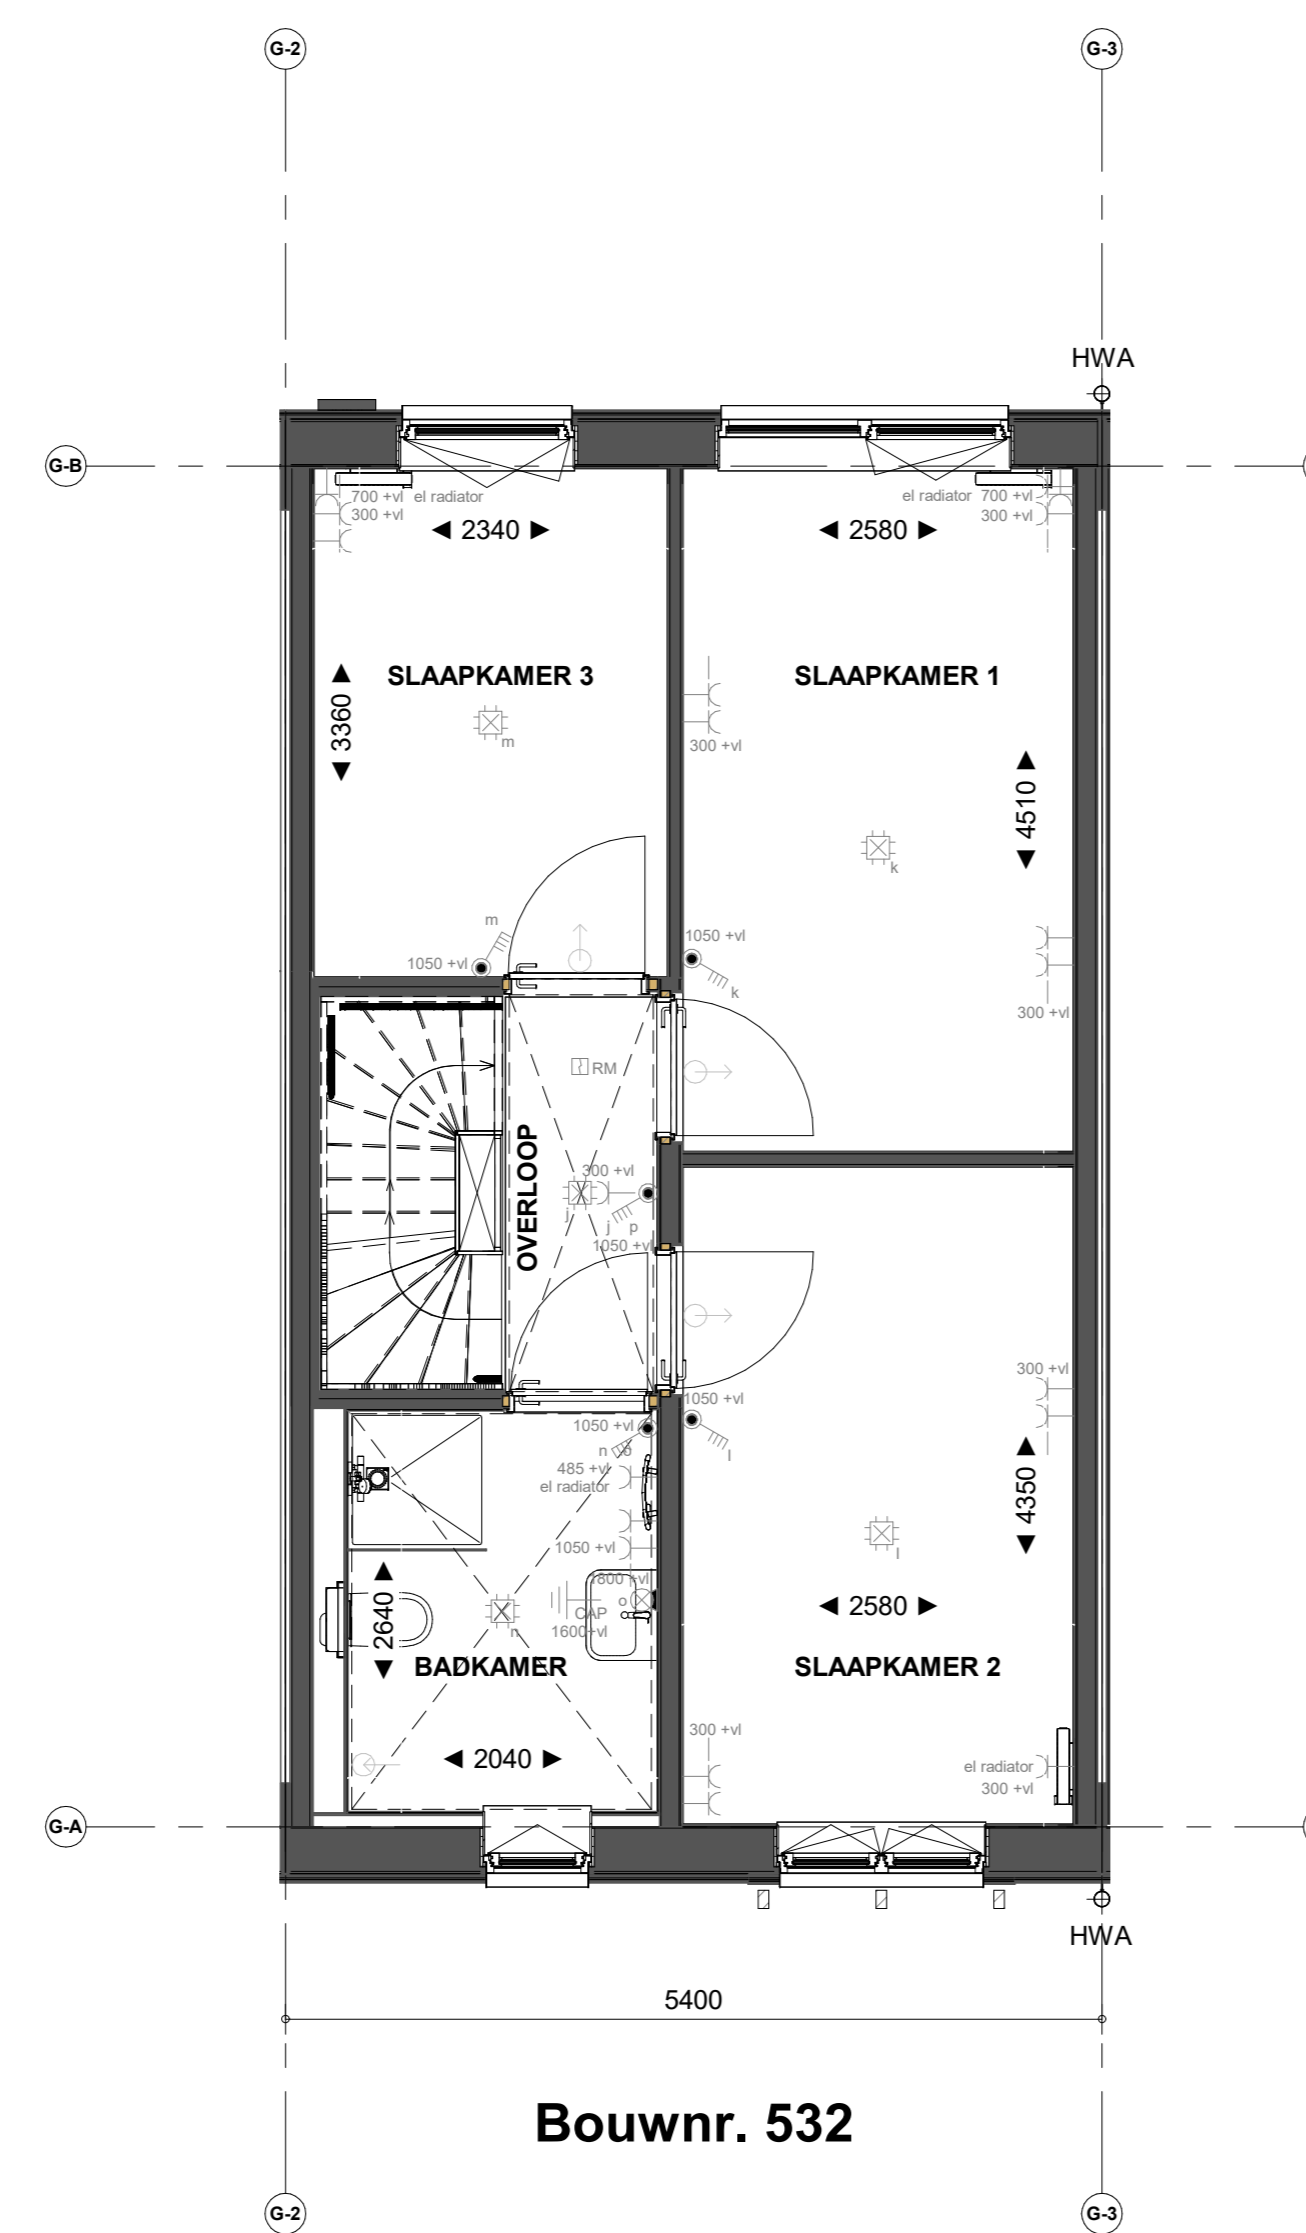 G-2
G-3
HWA
G-B
700 +vl el radiator
300 +vl
◄ 2340 ►
el radiator 700 +vl
300 +vl
◄ 2580 ►
SLAAPKAMER 3
SLAAPKAMER 1
◄ 3360 ►
m
300 +vl
◄ 4510 ►
k
m
1050 +vl
1050 +vl
k
300 +vl
RM
OVERLOOP
300 +vl
j
j p
1050 +vl
300 +vl
1050 +vl
l
1050 +vl
n o
485 +vl
el radiator
1050 +vl
1800 +vl
o
CAP
1600+vl
n
◄ 2640 ►
BADKAMER
◄ 2040 ►
◄ 4350 ►
l
◄ 2580 ►
SLAAPKAMER 2
300 +vl
el radiator
300 +vl
G-A
HWA
5400
Bouwnr. 532
G-2
G-3